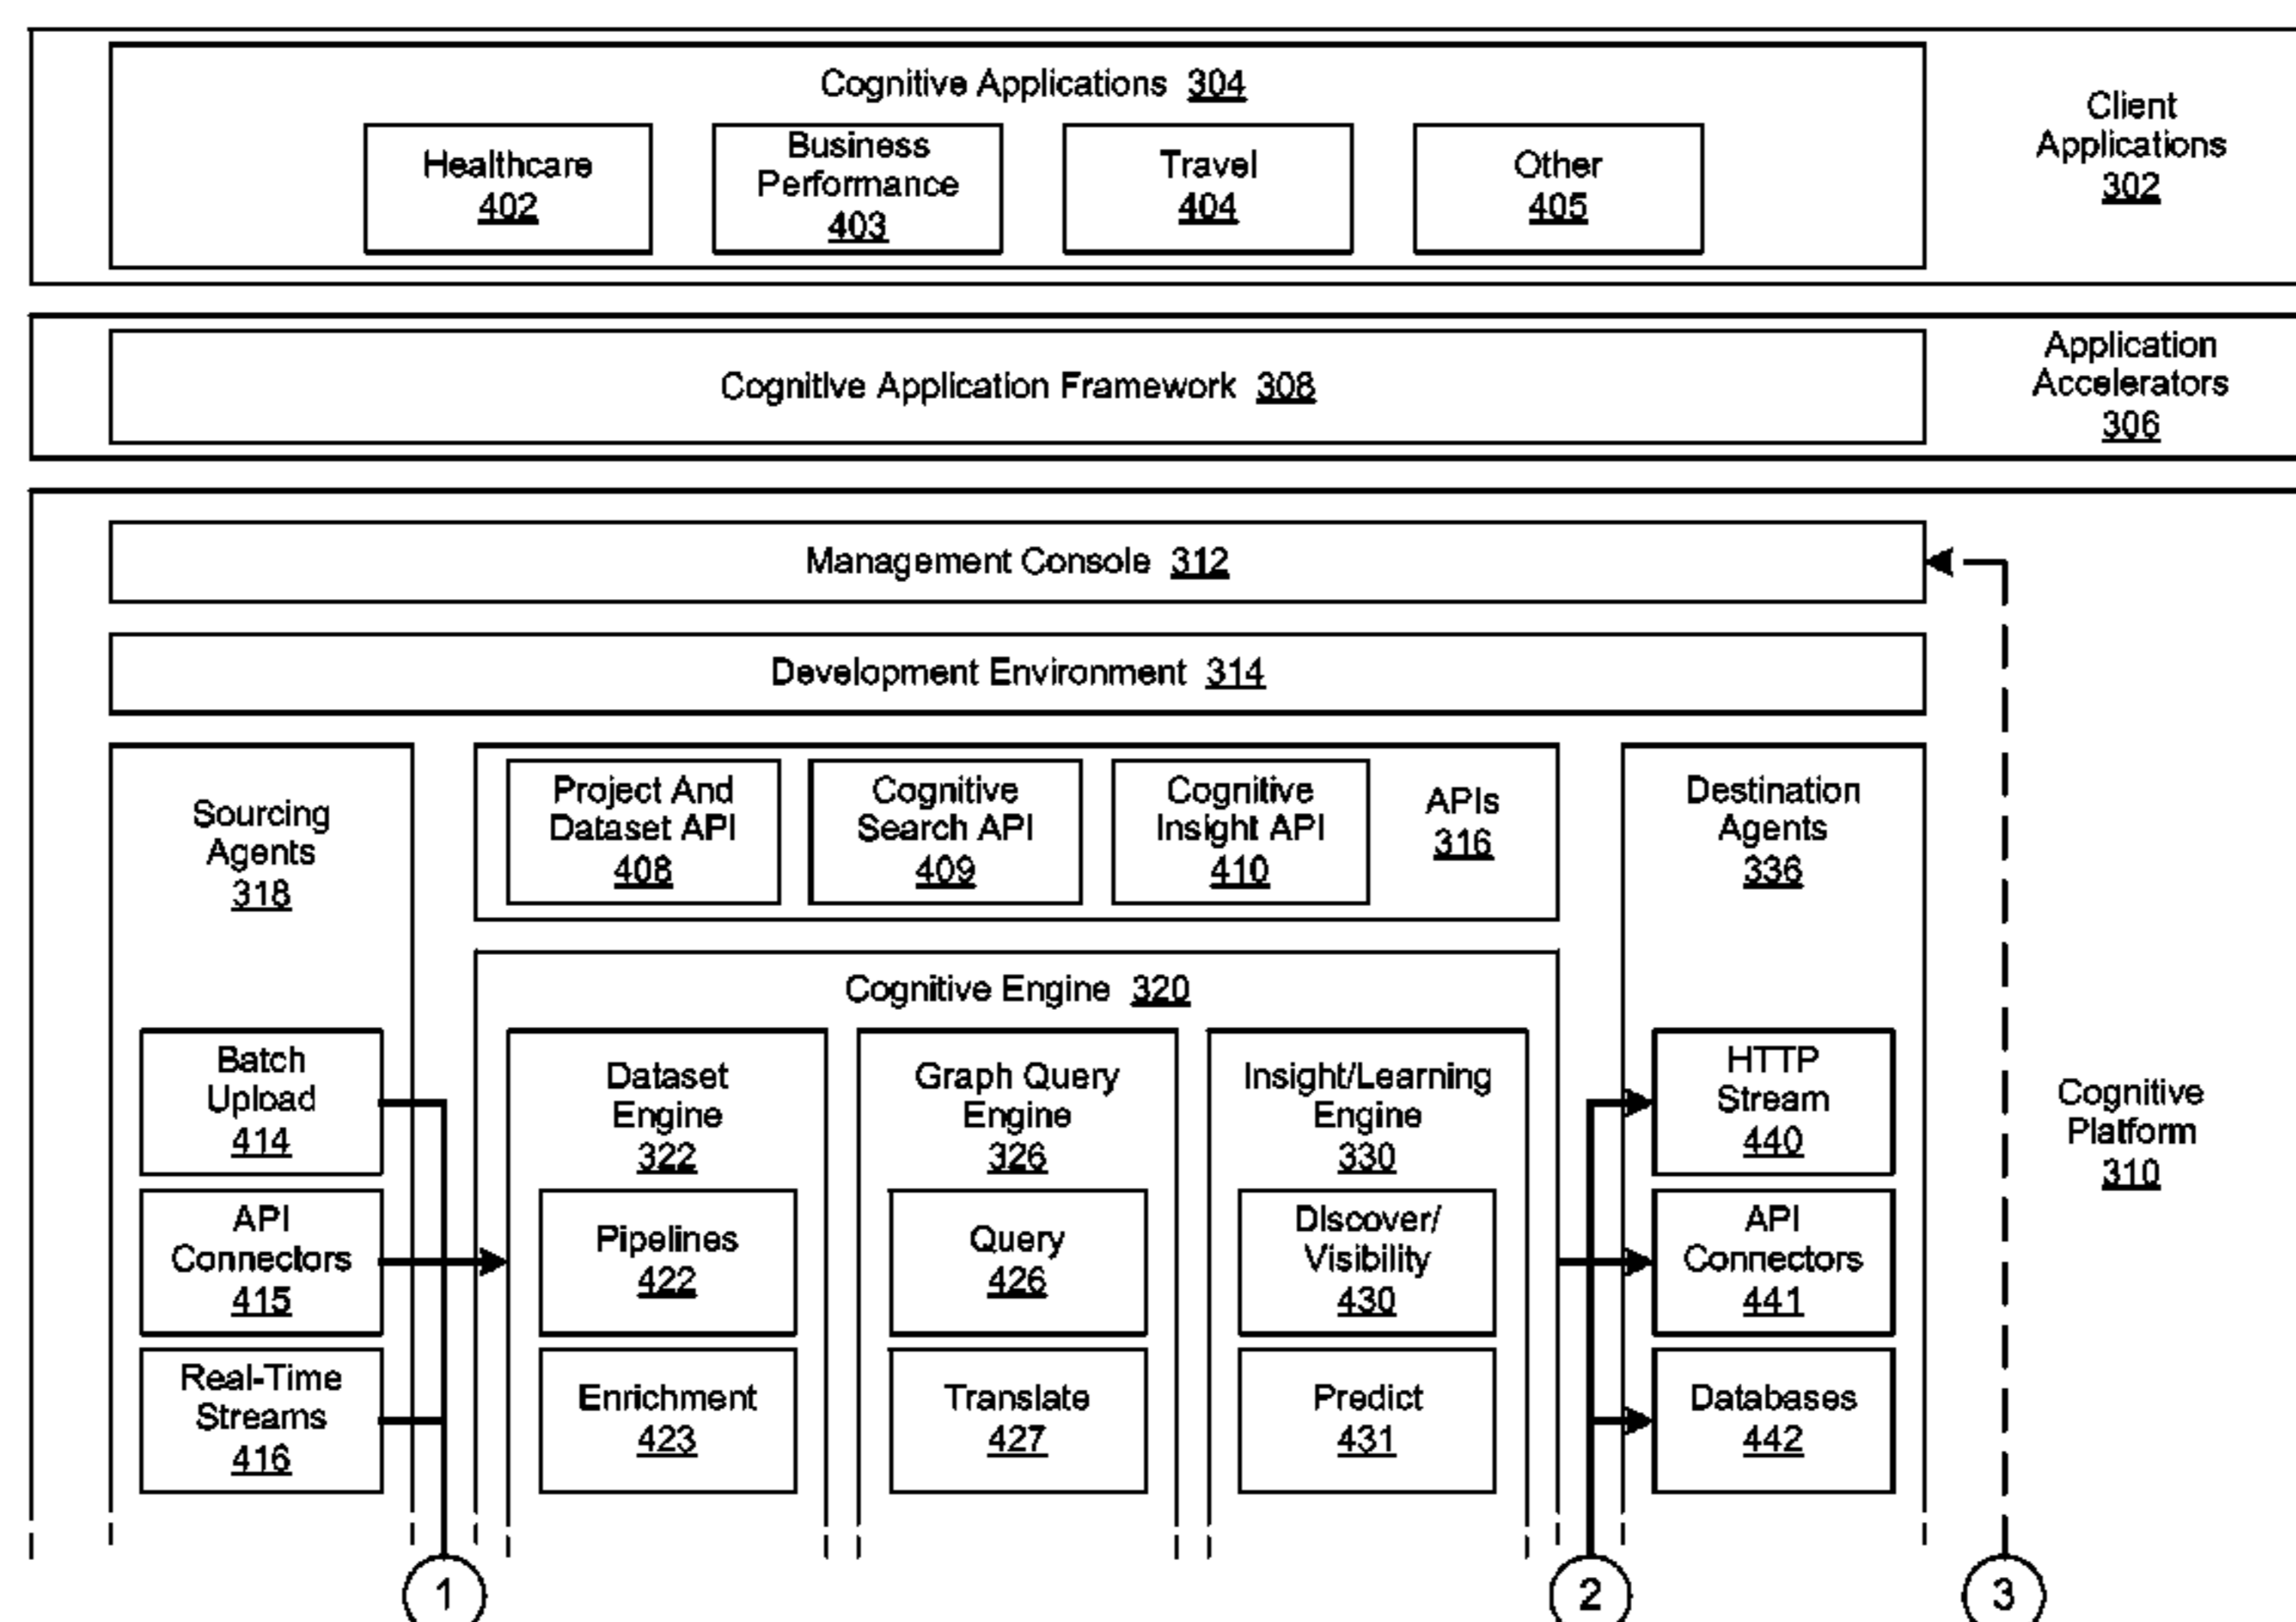 Cognitive Applications 304
Healthcare
402
Business
Performance
403
Travel
404
Other
405
Client
Applications
302
Cognitive Application Framework 308
Application
Accelerators
306
Management Console 312
Development Environment 314
Sourcing
Agents
318
Project And
Dataset API
408
Cognitive
Search API
409
Cognitive
Insight API
410
APIs
316
Destination
Agents
336
Cognitive Engine 320
Batch
Upload
414
API
Connectors
415
Real-Time
Streams
416
Dataset
Engine
322
Pipelines
422
Enrichment
423
Graph Query
Engine
326
Query
426
Translate
427
Insight/Learning
Engine
330
Discover/
Visibility
430
Predict
431
HTTP
Stream
440
API
Connectors
441
Databases
442
Cognitive
Platform
310
1
2
3